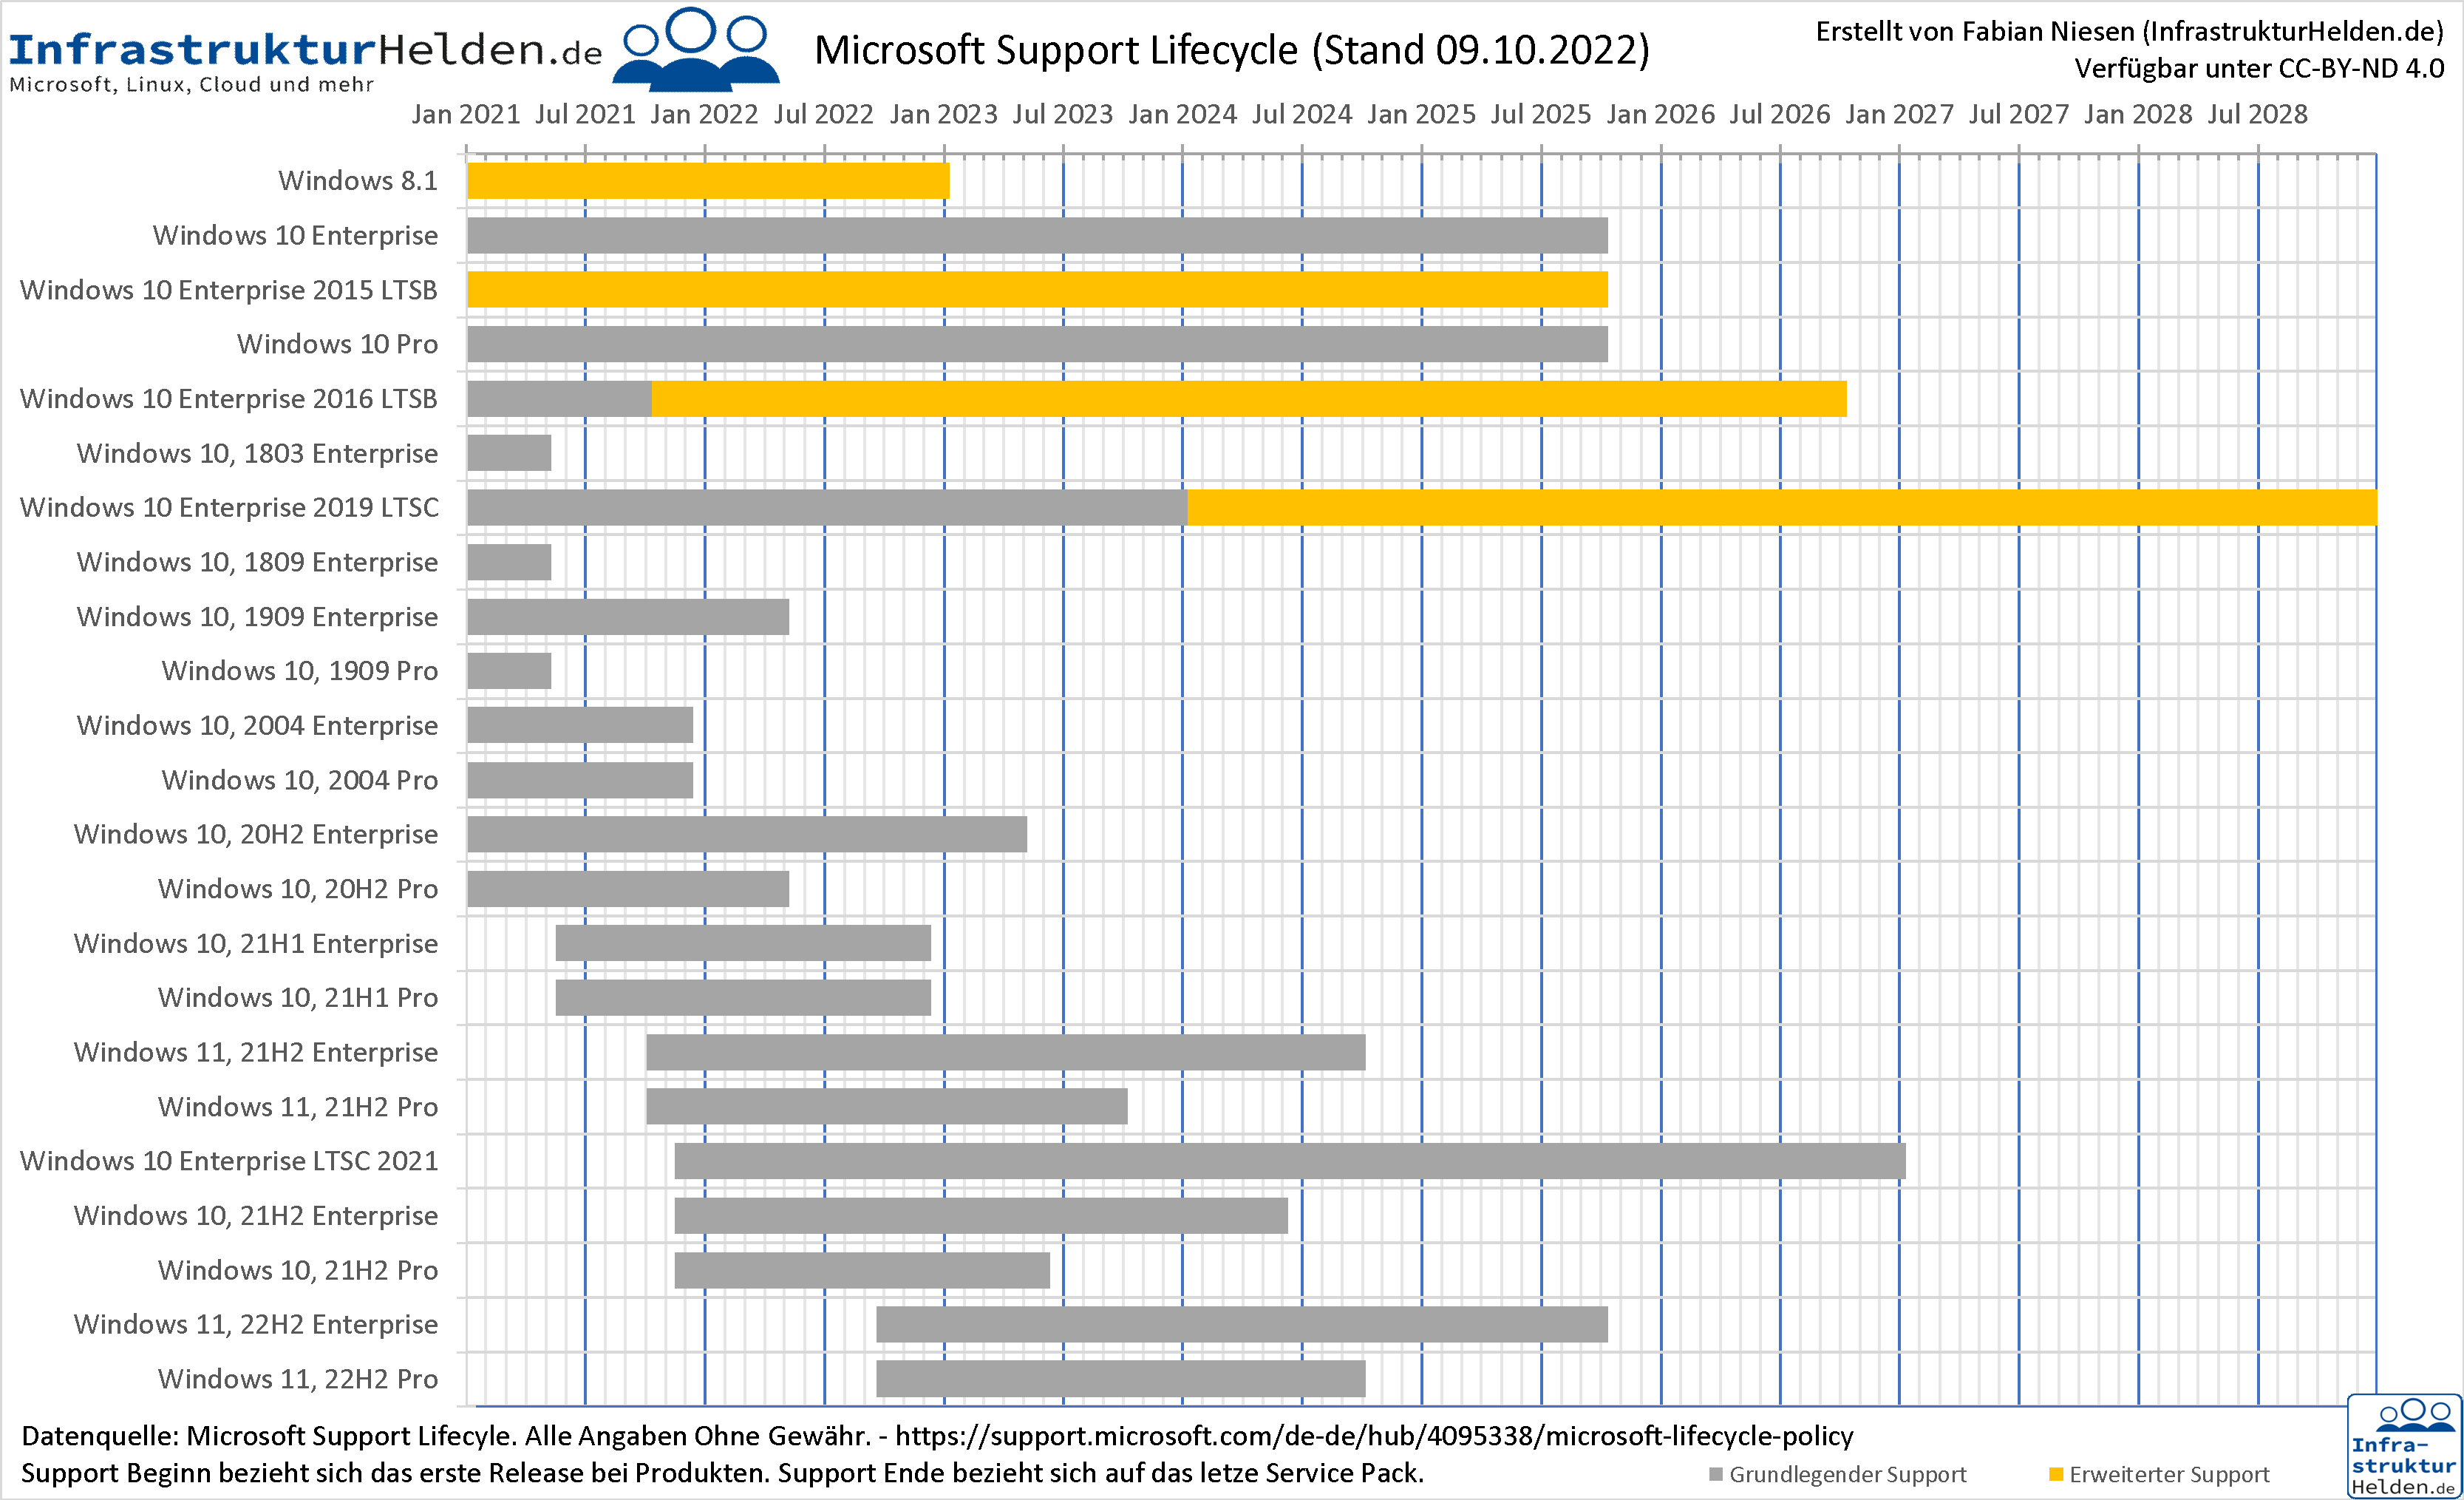 InfrastrukturHelden.de
Microsoft, Linux, Cloud und mehr
Microsoft Support Lifecycle (Stand 09.10.2022)
Erstellt von Fabian Niesen (InfrastrukturHelden.de)
Verfügbar unter CC-BY-ND 4.0
Jan 2021 Jul 2021 Jan 2022 Jul 2022 Jan 2023 Jul 2023 Jan 2024 Jul 2024 Jan 2025 Jul 2025 Jan 2026 Jul 2026 Jan 2027 Jul 2027 Jan 2028 Jul 2028
Windows 8.1
Windows 10 Enterprise
Windows 10 Enterprise 2015 LTSB
Windows 10 Pro
Windows 10 Enterprise 2016 LTSB
Windows 10, 1803 Enterprise
Windows 10 Enterprise 2019 LTSC
Windows 10, 1809 Enterprise
Windows 10, 1909 Enterprise
Windows 10, 1909 Pro
Windows 10, 2004 Enterprise
Windows 10, 2004 Pro
Windows 10, 20H2 Enterprise
Windows 10, 20H2 Pro
Windows 10, 21H1 Enterprise
Windows 10, 21H1 Pro
Windows 11, 21H2 Enterprise
Windows 11, 21H2 Pro
Windows 10 Enterprise LTSC 2021
Windows 10, 21H2 Enterprise
Windows 10, 21H2 Pro
Windows 11, 22H2 Enterprise
Windows 11, 22H2 Pro
Datenquelle: Microsoft Support Lifecyle. Alle Angaben Ohne Gewähr. - https://support.microsoft.com/de-de/hub/4095338/microsoft-lifecycle-policy
Support Beginn bezieht sich das erste Release bei Produkten. Support Ende bezieht sich auf das letze Service Pack.
Grundlegender Support
Erweiterter Support
Infra-
struktur
Helden.de